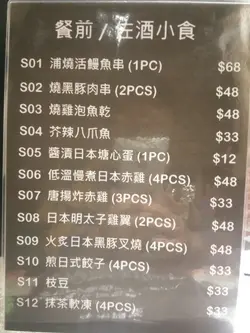 餐前 / 佐酒小食
S01 浦燒活鰻魚串 (1PC) $68
S02 燒黑豚肉串 (2PCS) $48
S03 燒雞泡魚乾 $48
S04 芥辣八爪魚 $33
S05 醬漬日本塘心蛋 (1PC) $12
S06 低溫慢煮日本赤雞 (4PCS) $48
S07 唐揚炸赤雞 (3PCS) $33
S08 日本明太子雞翼 (2PCS) $48
S09 火炙日本黑豚叉燒 (4PCS) $48
S10 煎日式餃子 (4PCS) $33
S11 枝豆 $33
S12 抹茶軟凍 (4PCS) $33